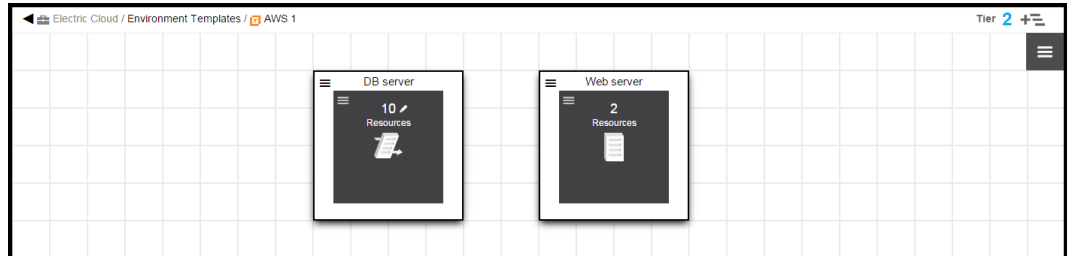 Electric Cloud / Environment Templates / AWS 1
Tier 2
DB server
10
Resources
Web server
2
Resources